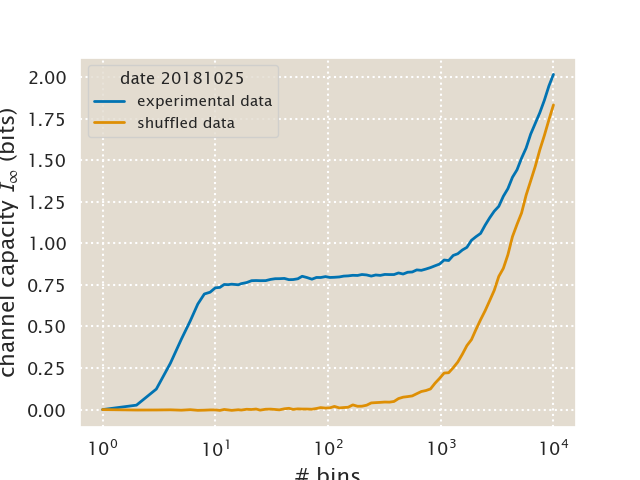 date 20181025
experimental data
shuffled data
channel capacity I∞ (bits)
2.00
1.75
1.50
1.25
1.00
0.75
0.50
0.25
0.00
10⁰
10¹
10²
10³
10⁴
# bins